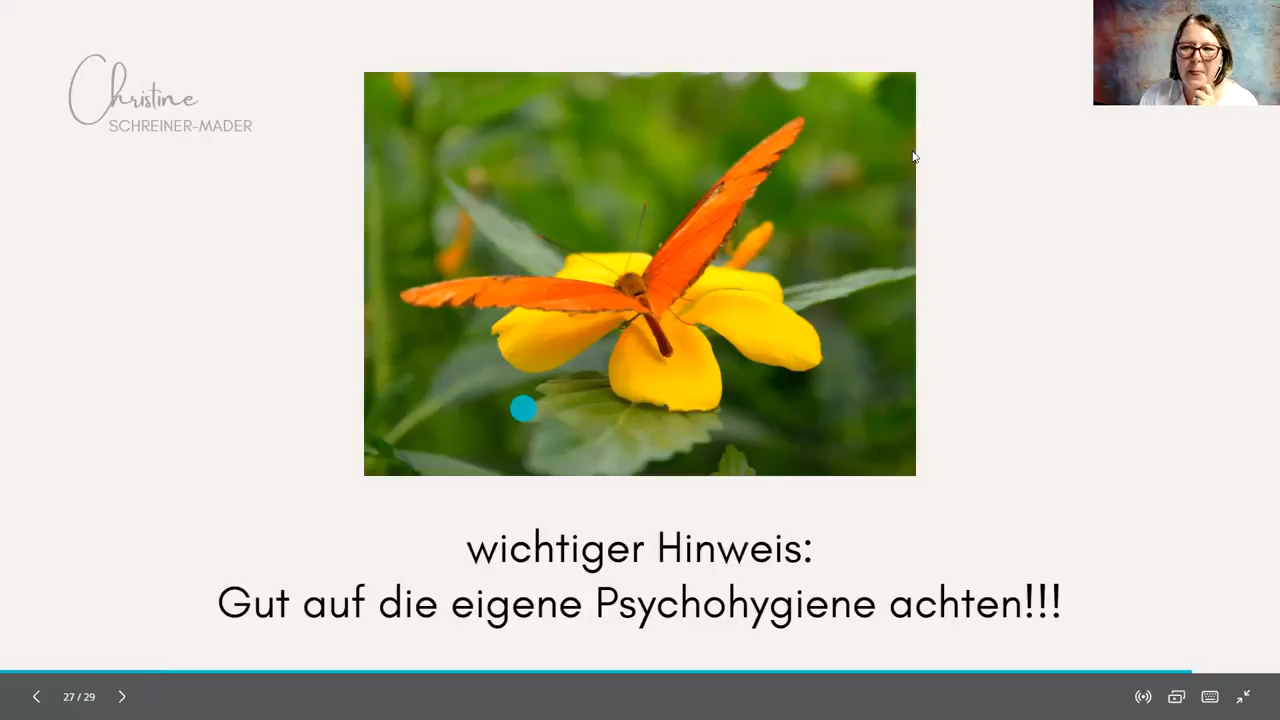 Christine
SCHREINER-MADER
wichtiger Hinweis:
Gut auf die eigene Psychohygiene achten!!!
27 / 29